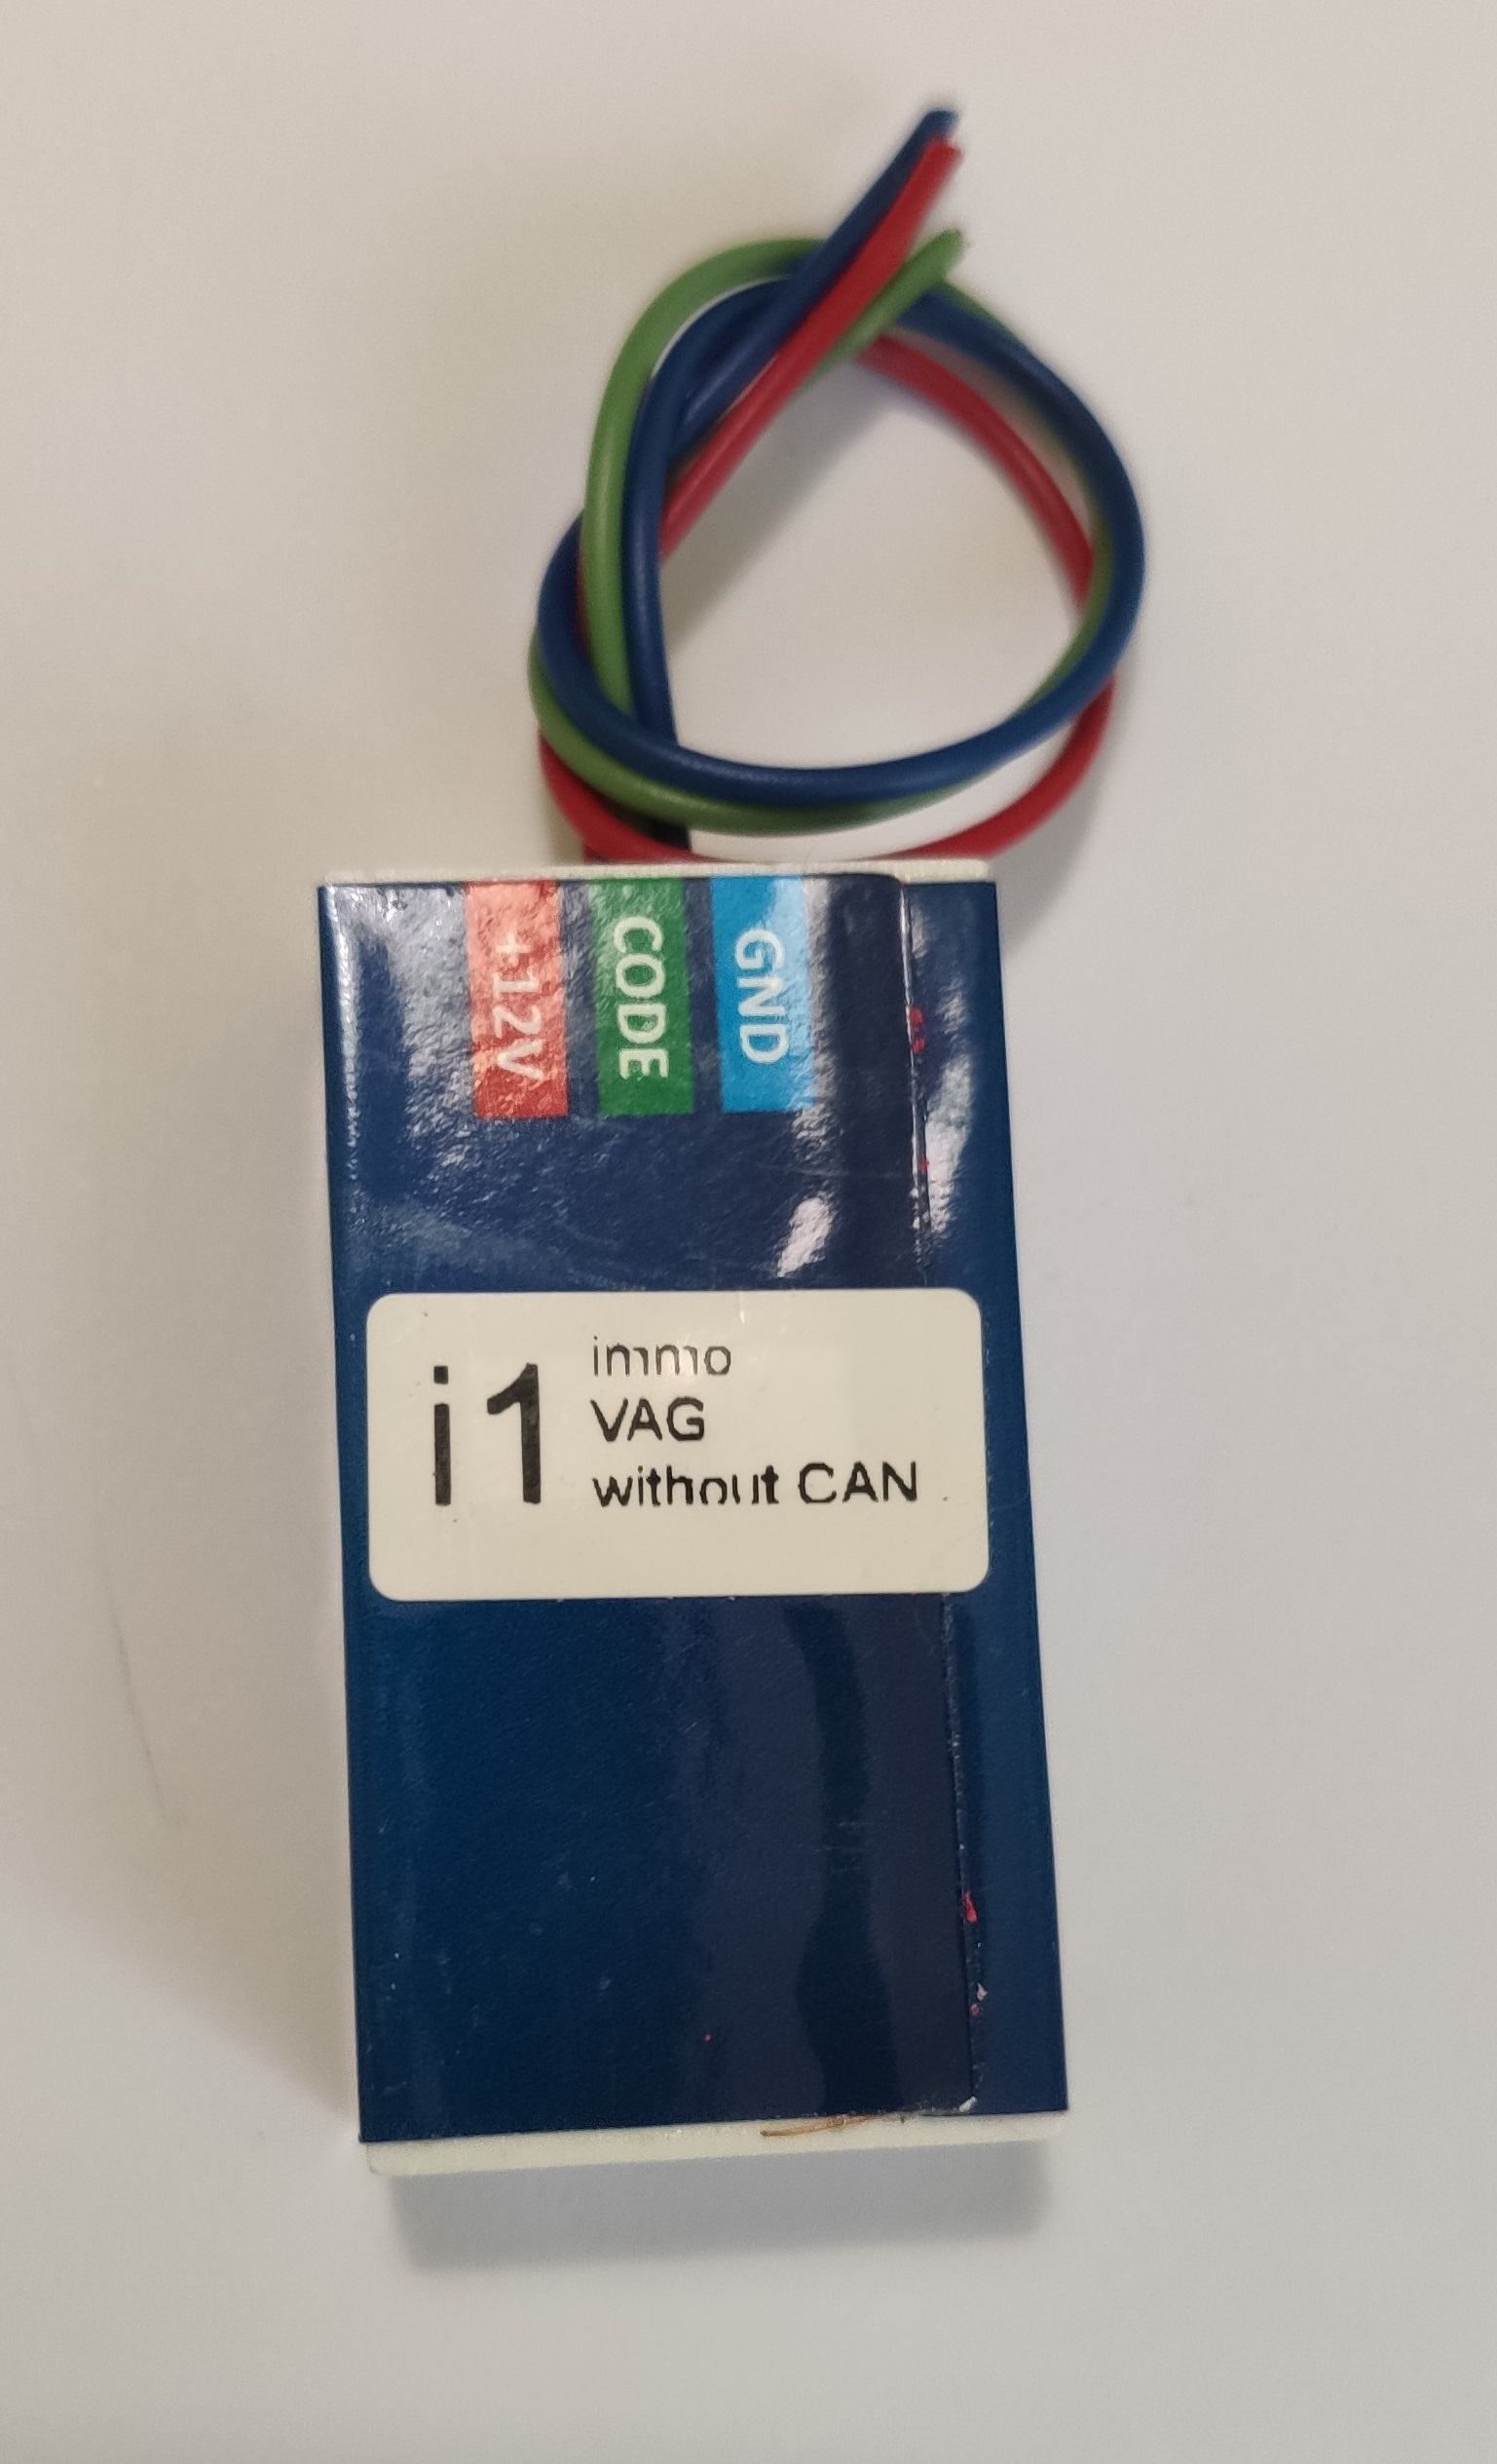 +12V
CODE
GND
i1
immo
VAG
without CAN